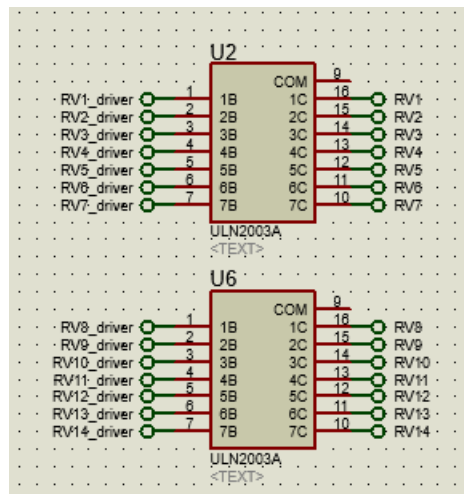 U2
COM 9
RV1_driver 1 1B 1C 16 RV1
RV2_driver 2 2B 2C 15 RV2
RV3_driver 3 3B 3C 14 RV3
RV4_driver 4 4B 4C 13 RV4
RV5_driver 5 5B 5C 12 RV5
RV6_driver 6 6B 6C 11 RV6
RV7_driver 7 7B 7C 10 RV7
ULN2003A
<TEXT>
U6
COM 9
RV8_driver 1 1B 1C 16 RV8
RV9_driver 2 2B 2C 15 RV9
RV10_driver 3 3B 3C 14 RV10
RV11_driver 4 4B 4C 13 RV11
RV12_driver 5 5B 5C 12 RV12
RV13_driver 6 6B 6C 11 RV13
RV14_driver 7 7B 7C 10 RV14
ULN2003A
<TEXT>